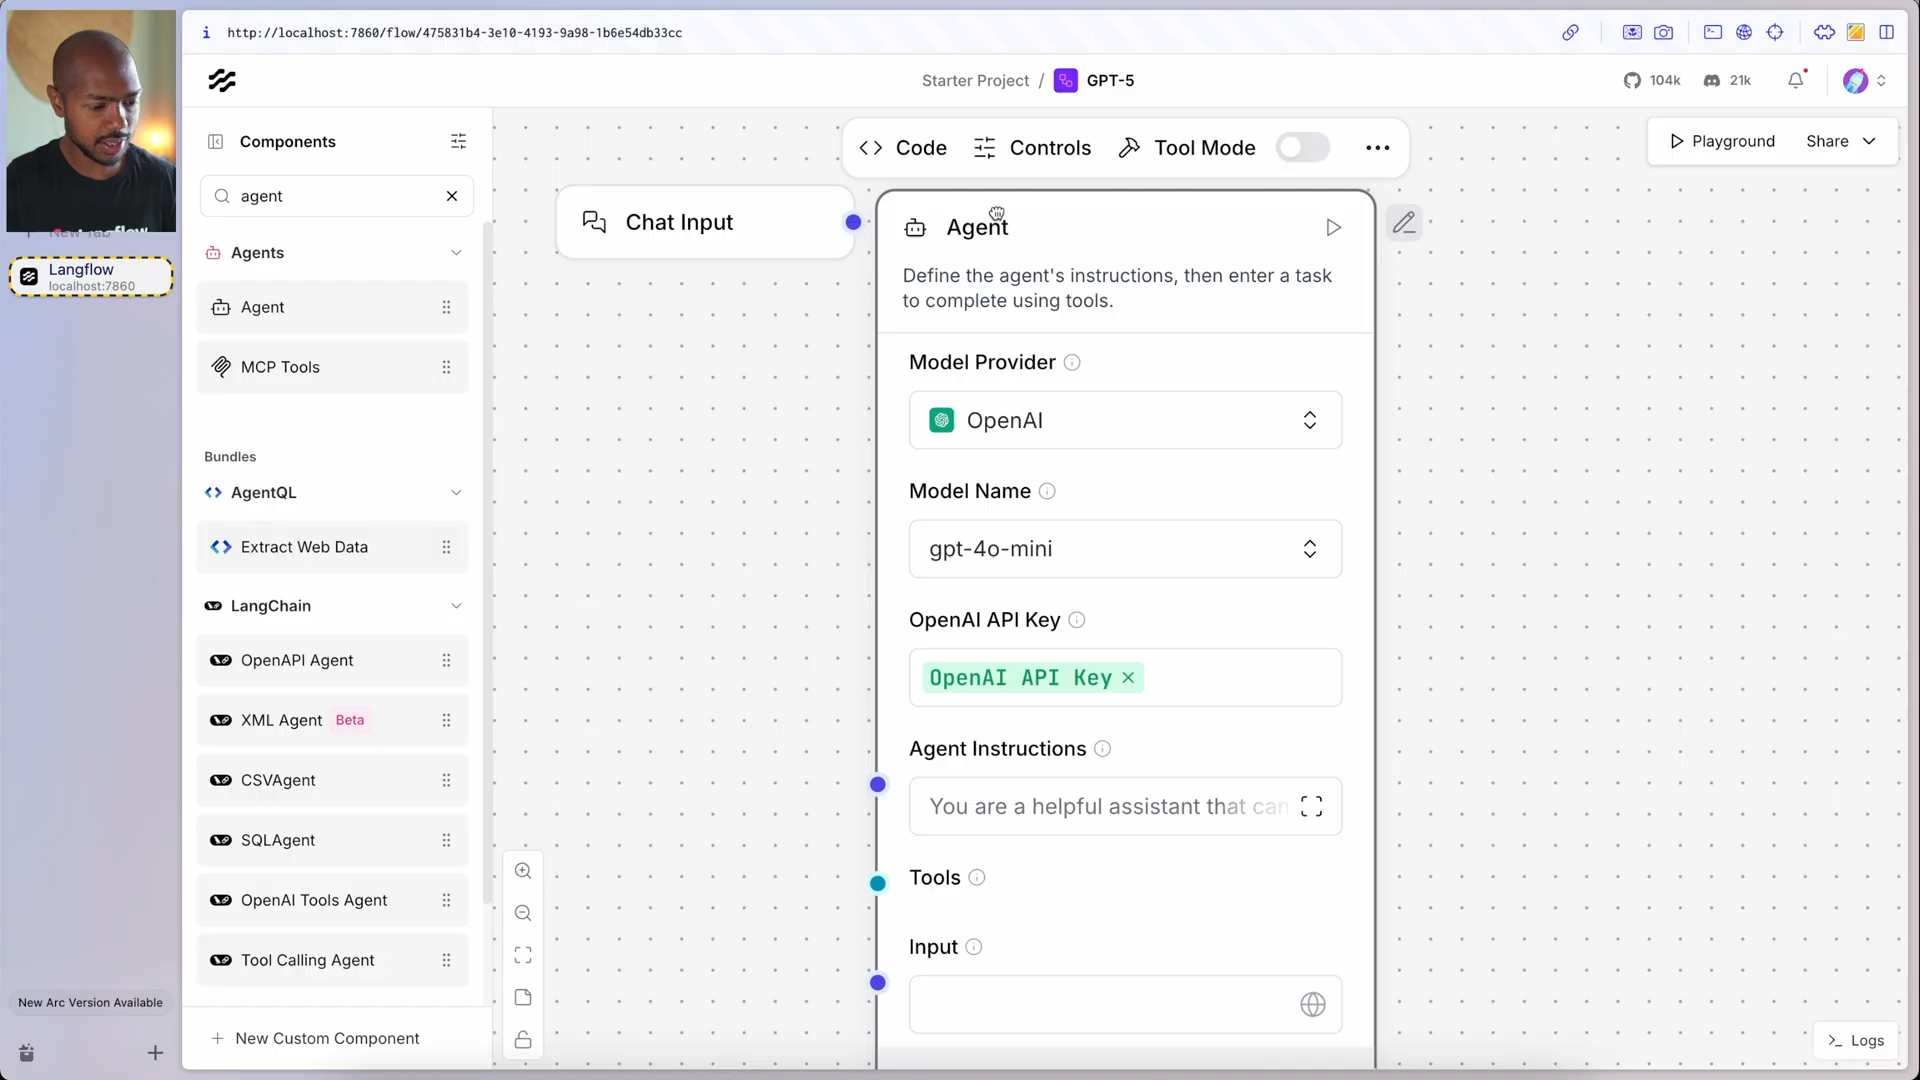 http://localhost:7860/flow/475831b4-3e10-4193-9a98-1b6e54db33cc
Starter Project / GPT-5
104k
21k
Components
agent
Agents
Agent
MCP Tools
Bundles
AgentQL
Extract Web Data
LangChain
OpenAPI Agent
XML Agent Beta
CSVAgent
SQLAgent
OpenAI Tools Agent
Tool Calling Agent
New Custom Component
New Tab
Langflow
localhost:7860
New Arc Version Available
Code
Controls
Tool Mode
Playground
Share
Chat Input
Agent
Define the agent's instructions, then enter a task
to complete using tools.
Model Provider
OpenAI
Model Name
gpt-4o-mini
OpenAI API Key
OpenAI API Key
Agent Instructions
You are a helpful assistant that can
Tools
Input
Logs